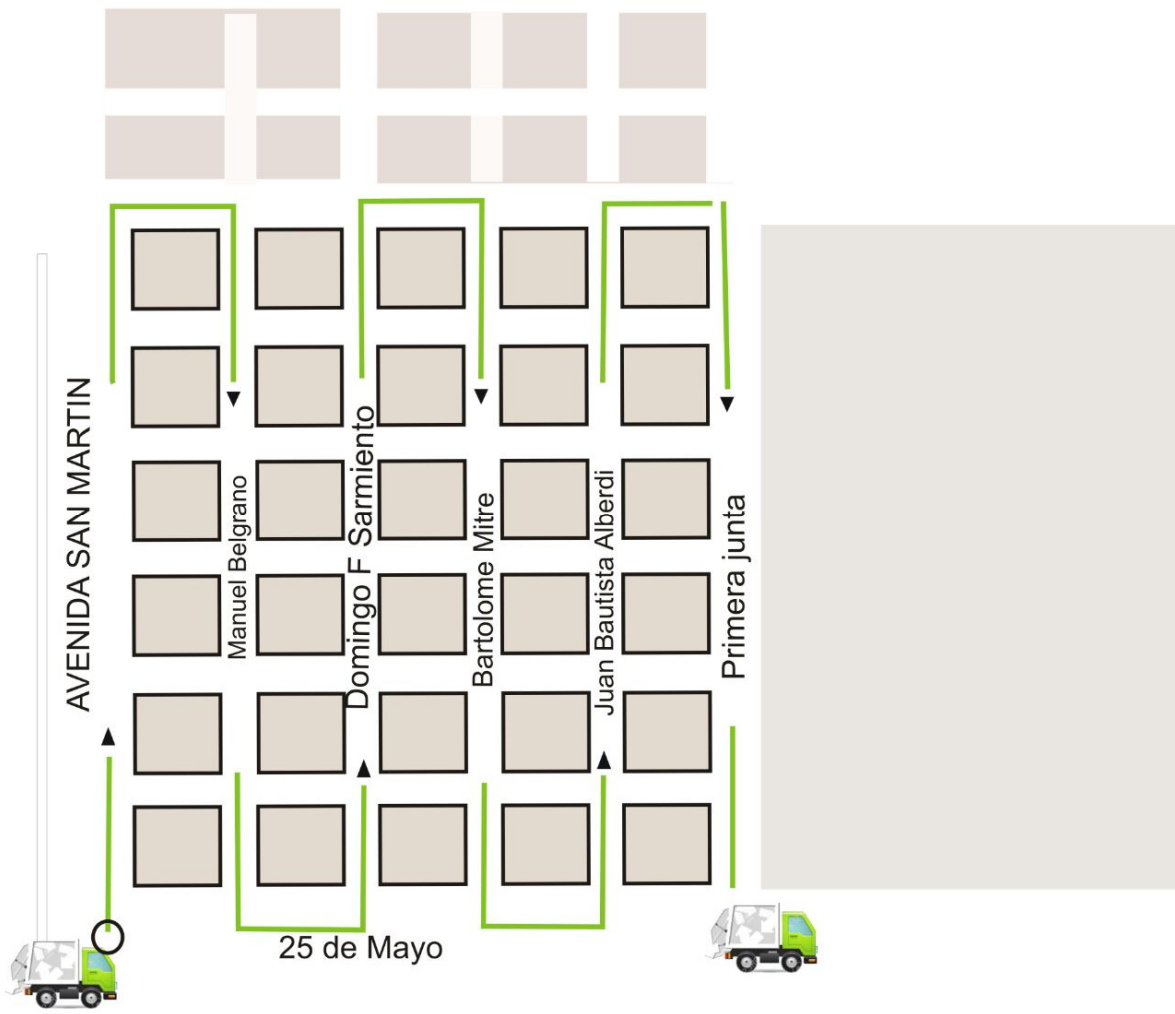 AVENIDA SAN MARTIN
Manuel Belgrano
Domingo F Sarmiento
Bartolome Mitre
Juan Bautista Alberdi
Primera junta
25 de Mayo